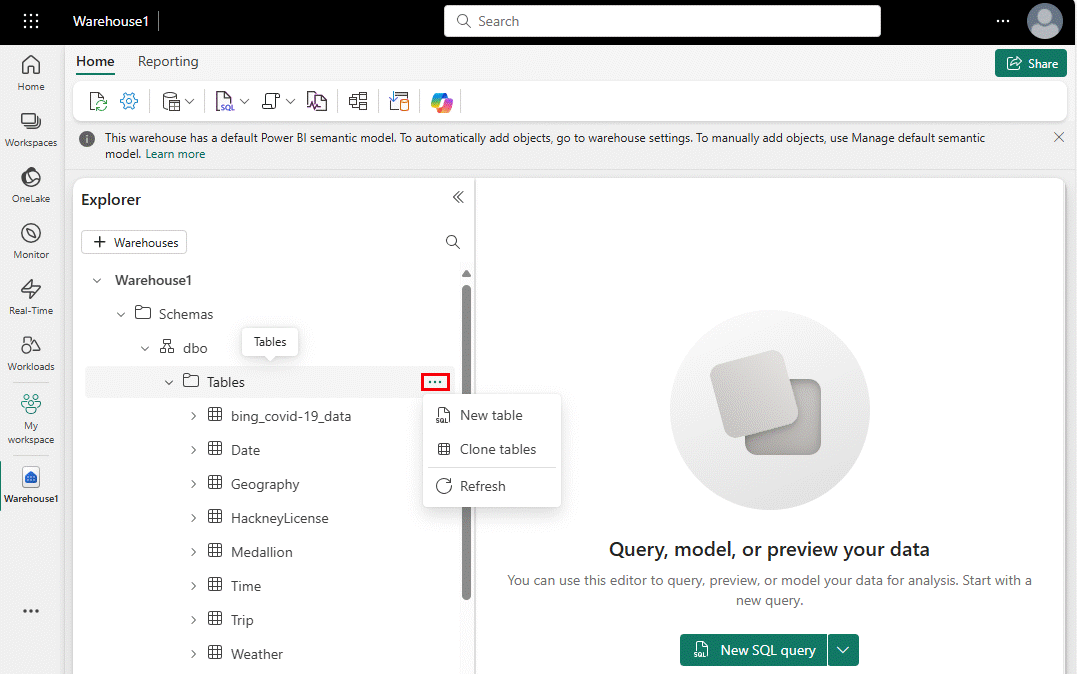 Warehouse1
Search
Home
Reporting
Share
This warehouse has a default Power BI semantic model. To automatically add objects, go to warehouse settings. To manually add objects, use Manage default semantic
model. Learn more
Home
Workspaces
OneLake
Monitor
Real-Time
Workloads
My
workspace
Warehouse1
Explorer
+ Warehouses
Warehouse1
Schemas
dbo
Tables
Tables
bing_covid-19_data
Date
Geography
HackneyLicense
Medallion
Time
Trip
Weather
SQL New table
Clone tables
Refresh
Query, model, or preview your data
You can use this editor to query, preview, or model your data for analysis. Start with a
new query.
SQL New SQL query
SQL